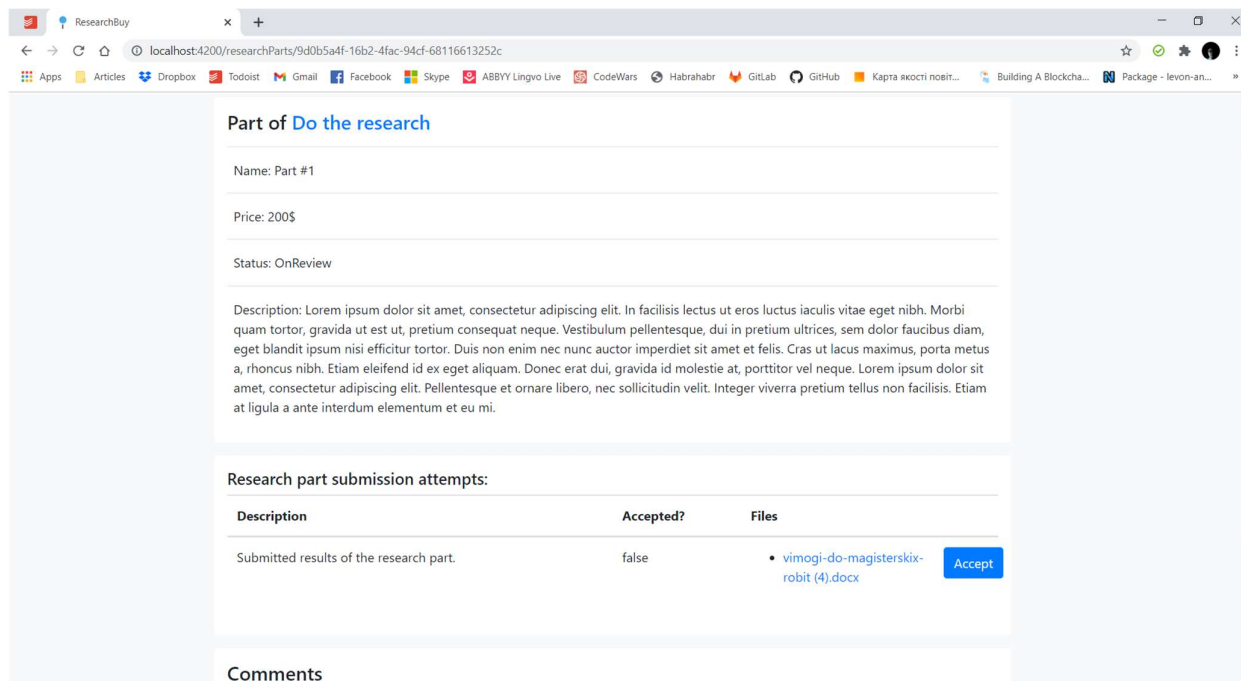 ResearchBuy
localhost:4200/researchParts/9d0b5a4f-16b2-4fac-94cf-68116613252c
Apps Articles Dropbox Todoist Gmail Facebook Skype ABBYY Lingvo Live CodeWars Habrahabr GitLab GitHub Карта якості повіт... Building A Blockcha... Package - levon-an... »
Part of Do the research
Name: Part #1
Price: 200$
Status: OnReview
Description: Lorem ipsum dolor sit amet, consectetur adipiscing elit. In facilisis lectus ut eros luctus iaculis vitae eget nibh. Morbi
quam tortor, gravida ut est ut, pretium consequat neque. Vestibulum pellentesque, dui in pretium ultrices, sem dolor faucibus diam,
eget blandit ipsum nisi efficitur tortor. Duis non enim nec nunc auctor imperdiet sit amet et felis. Cras ut lacus maximus, porta metus
a, rhoncus nibh. Etiam eleifend id ex eget aliquam. Donec erat dui, gravida id molestie at, porttitor vel neque. Lorem ipsum dolor sit
amet, consectetur adipiscing elit. Pellentesque et ornare libero, nec sollicitudin velit. Integer viverra pretium tellus non facilisis. Etiam
at ligula a ante interdum elementum et eu mi.
Research part submission attempts:
Description Accepted? Files
Submitted results of the research part. false • vimogi-do-magisterskix-
robit (4).docx
Accept
Comments